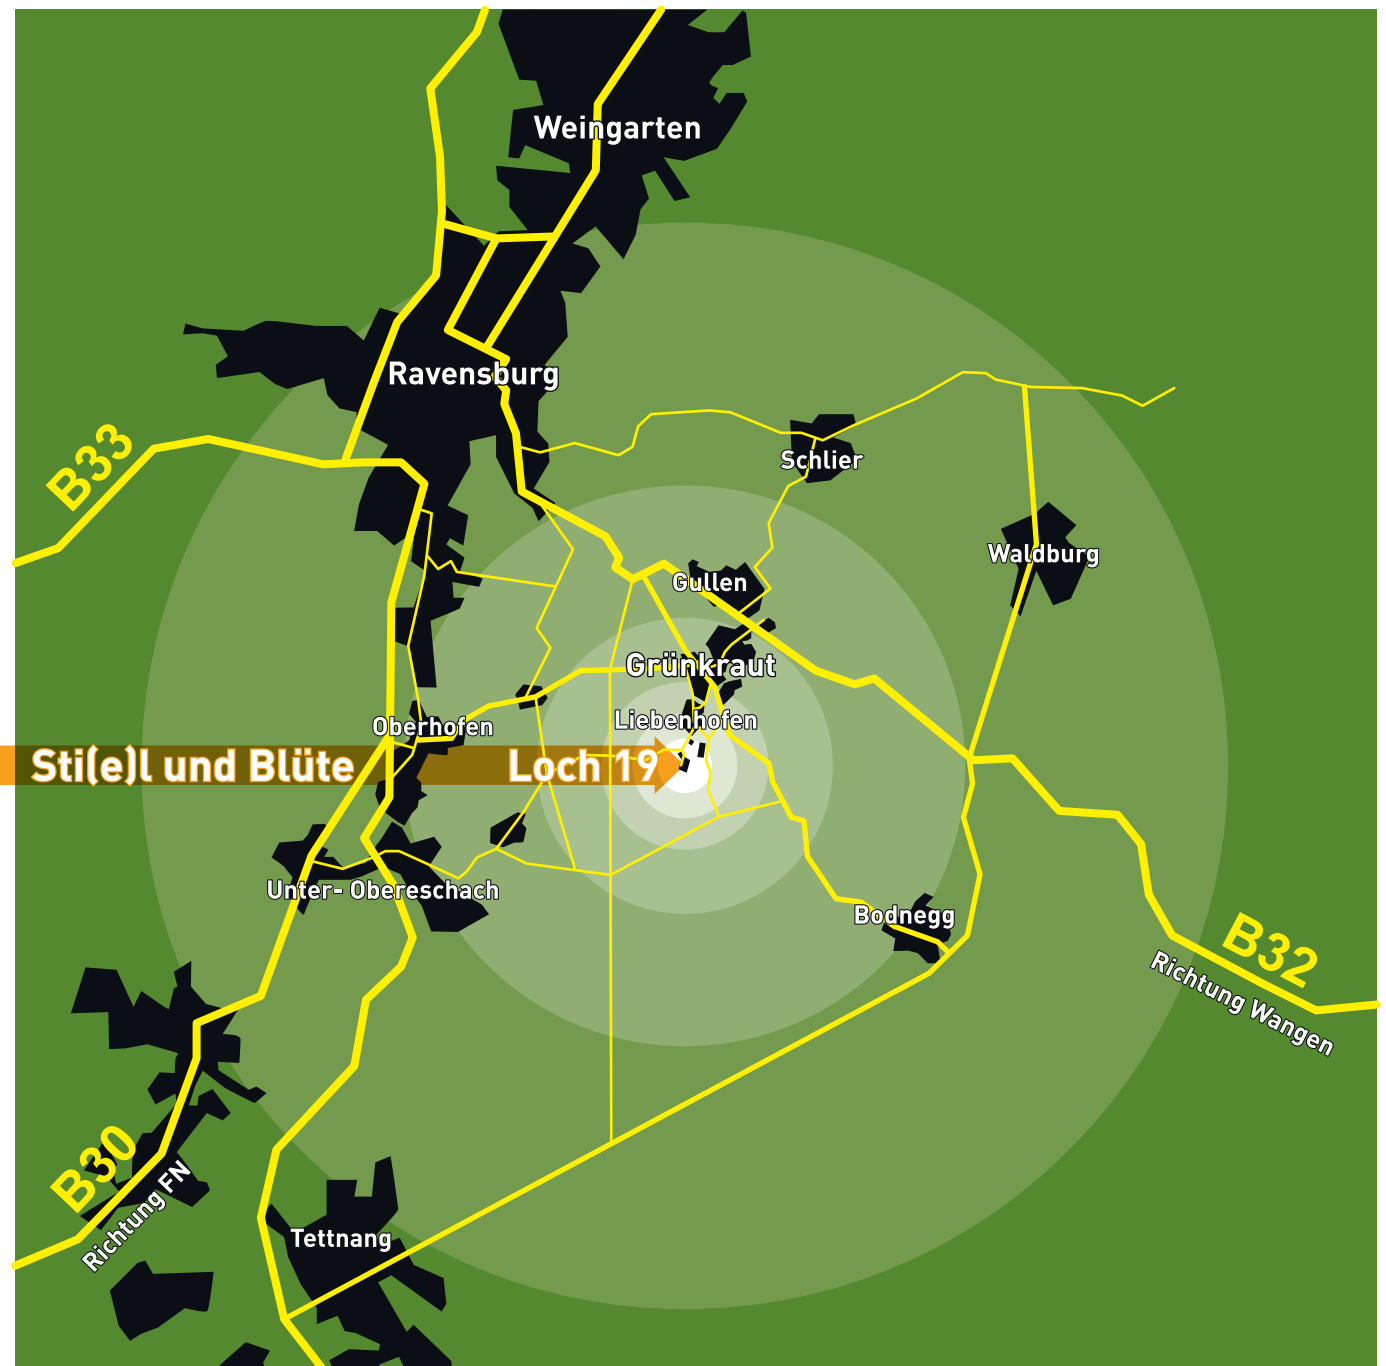 Weingarten
Ravensburg
B33
Schlier
Waldburg
Gullen
Grünkraut
Liebenhofen
Oberhofen
Sti(e)l und Blüte
Loch 19
Unter- Obereschach
Bodnegg
B32
Richtung Wangen
B30
Richtung FN
Tettnang